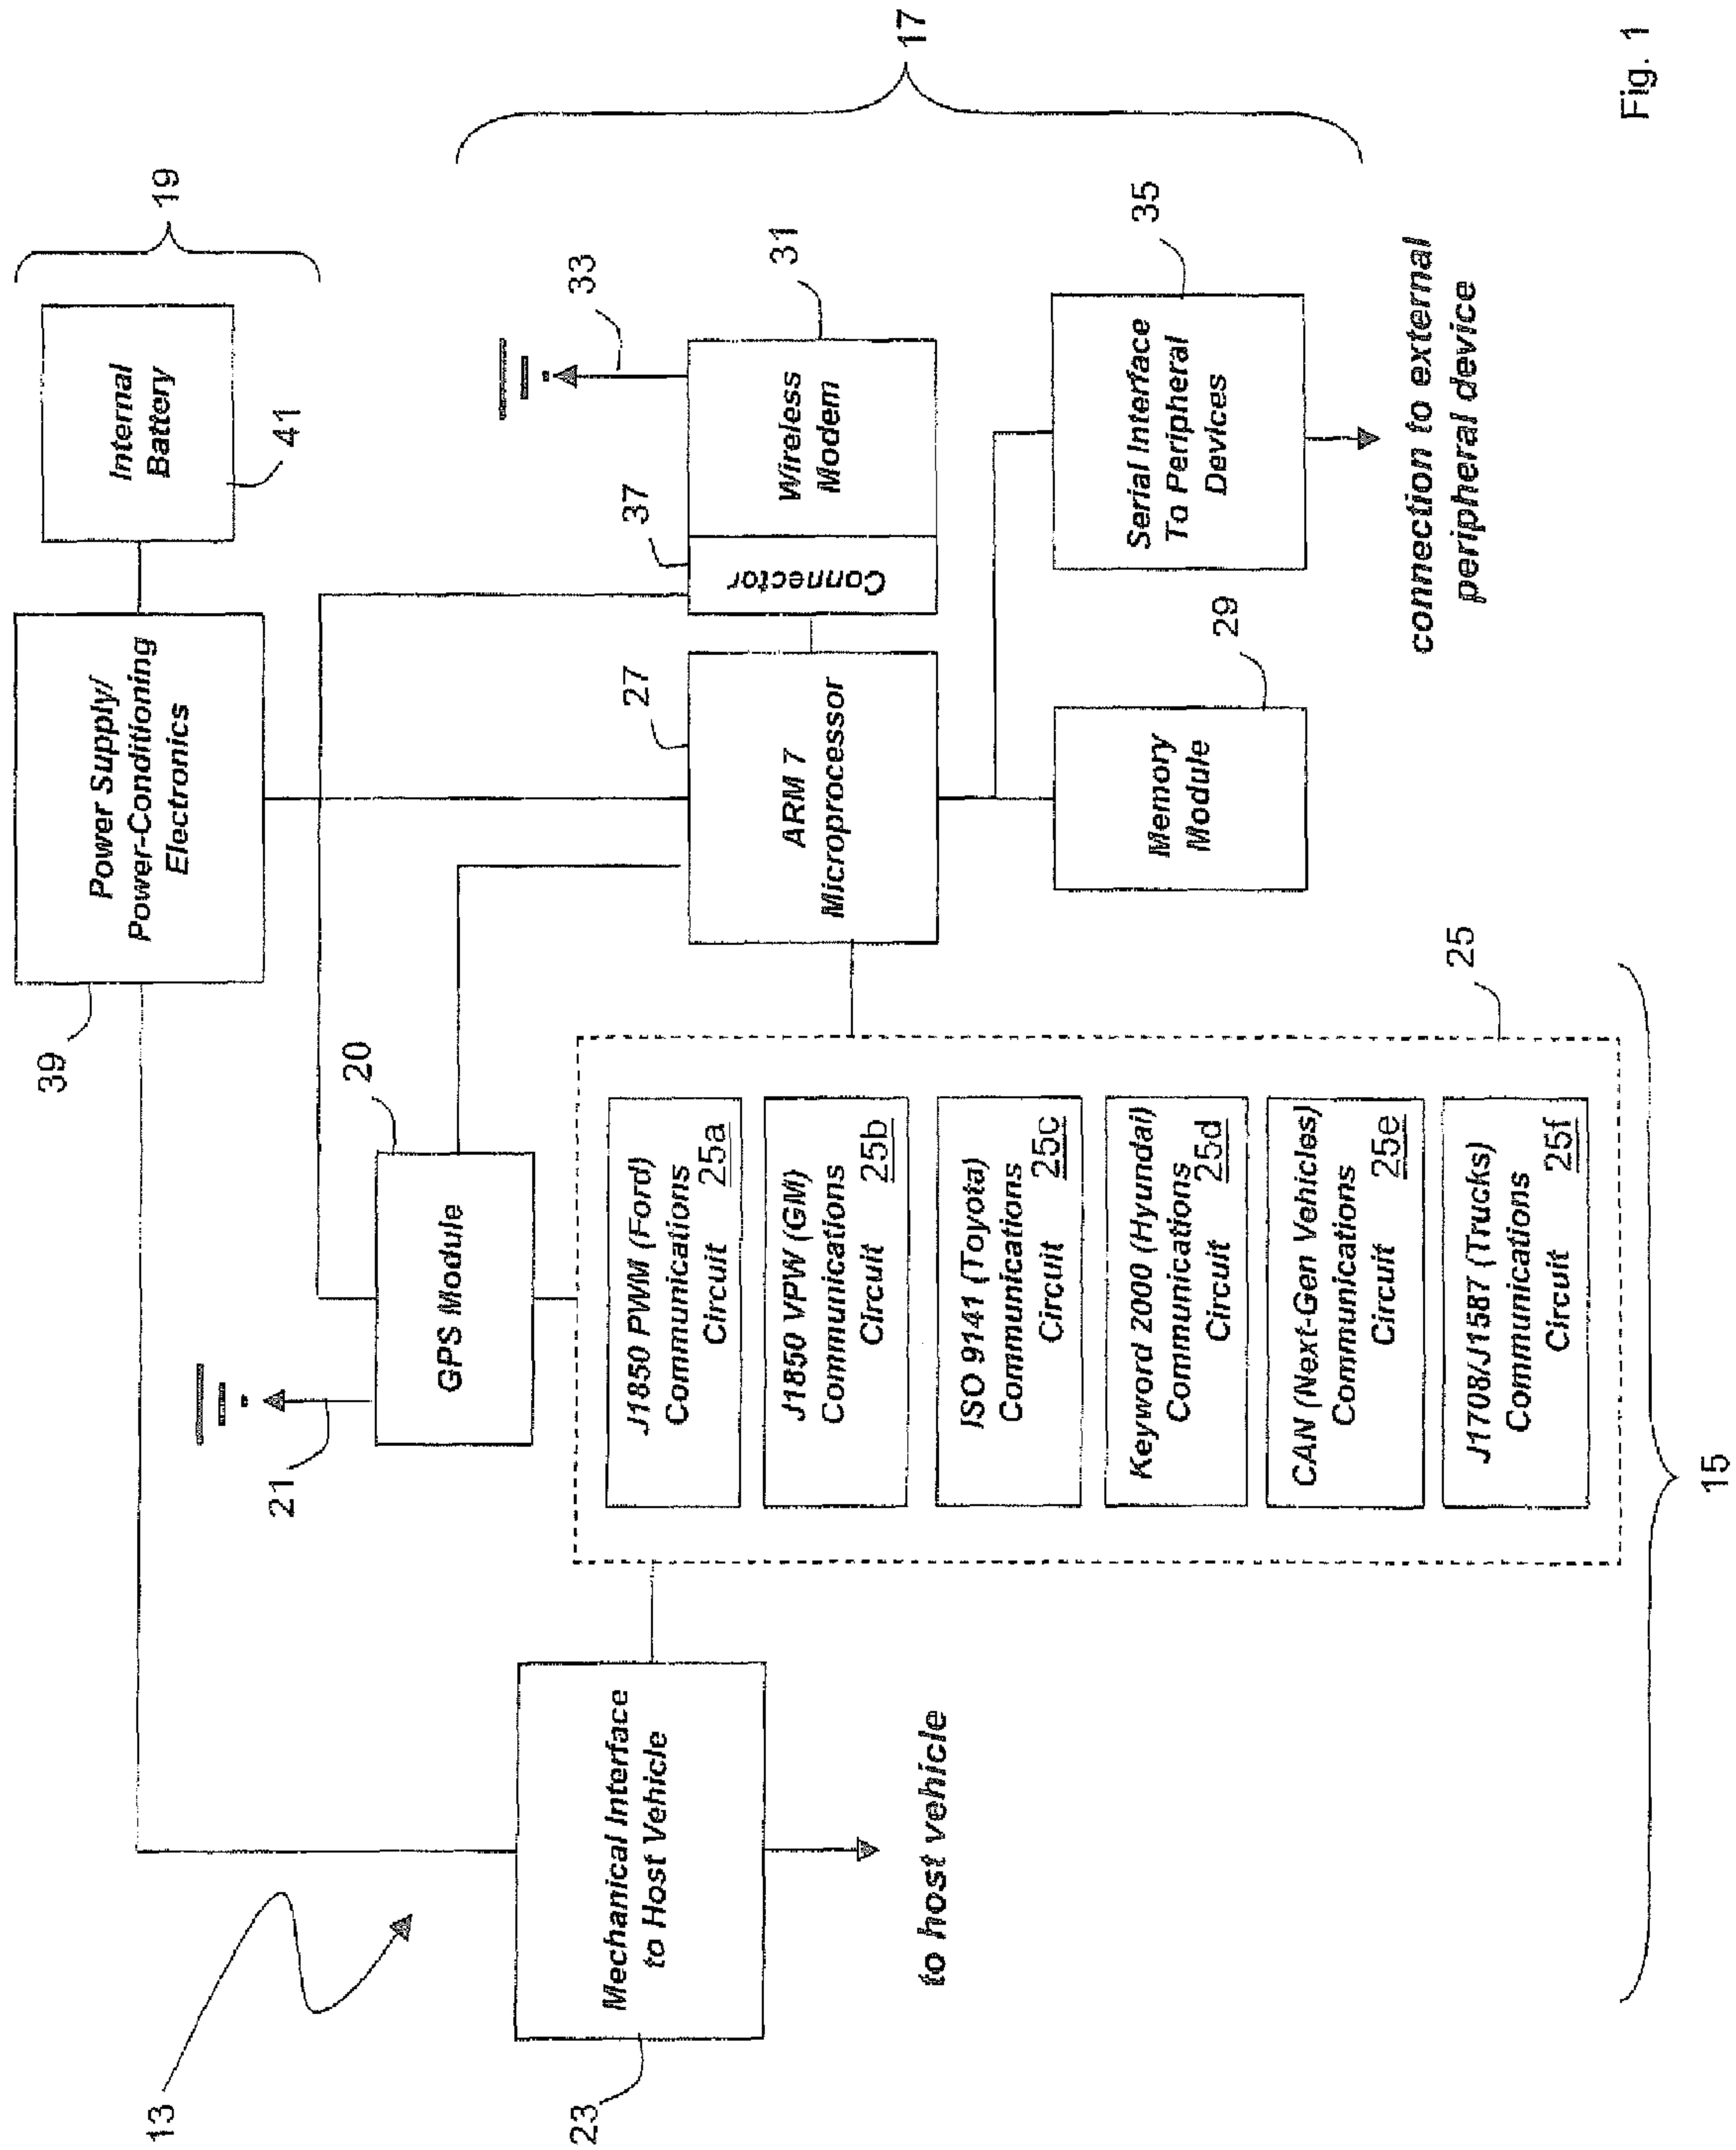 13
39
Power Supply/
Power-Conditioning
Electronics
Internal
Battery
41
19
21
20
GPS Module
33
23
Mechanical Interface
to Host Vehicle
to host vehicle
J1850 PWM (Ford)
Communications
Circuit 25a
J1850 VPW (GM)
Communications
Circuit 25b
ISO 9141 (Toyota)
Communications
Circuit 25c
Keyword 2000 (Hyundai)
Communications
Circuit 25d
CAN (Next-Gen Vehicles)
Communications
Circuit 25e
J1708/J1587 (Trucks)
Communications
Circuit 25f
25
15
27
ARM 7
Microprocessor
37
Connector
Wireless
Modem
31
17
Memory
Module
29
Serial Interface
To Peripheral
Devices
35
connection to external
peripheral device
Fig. 1